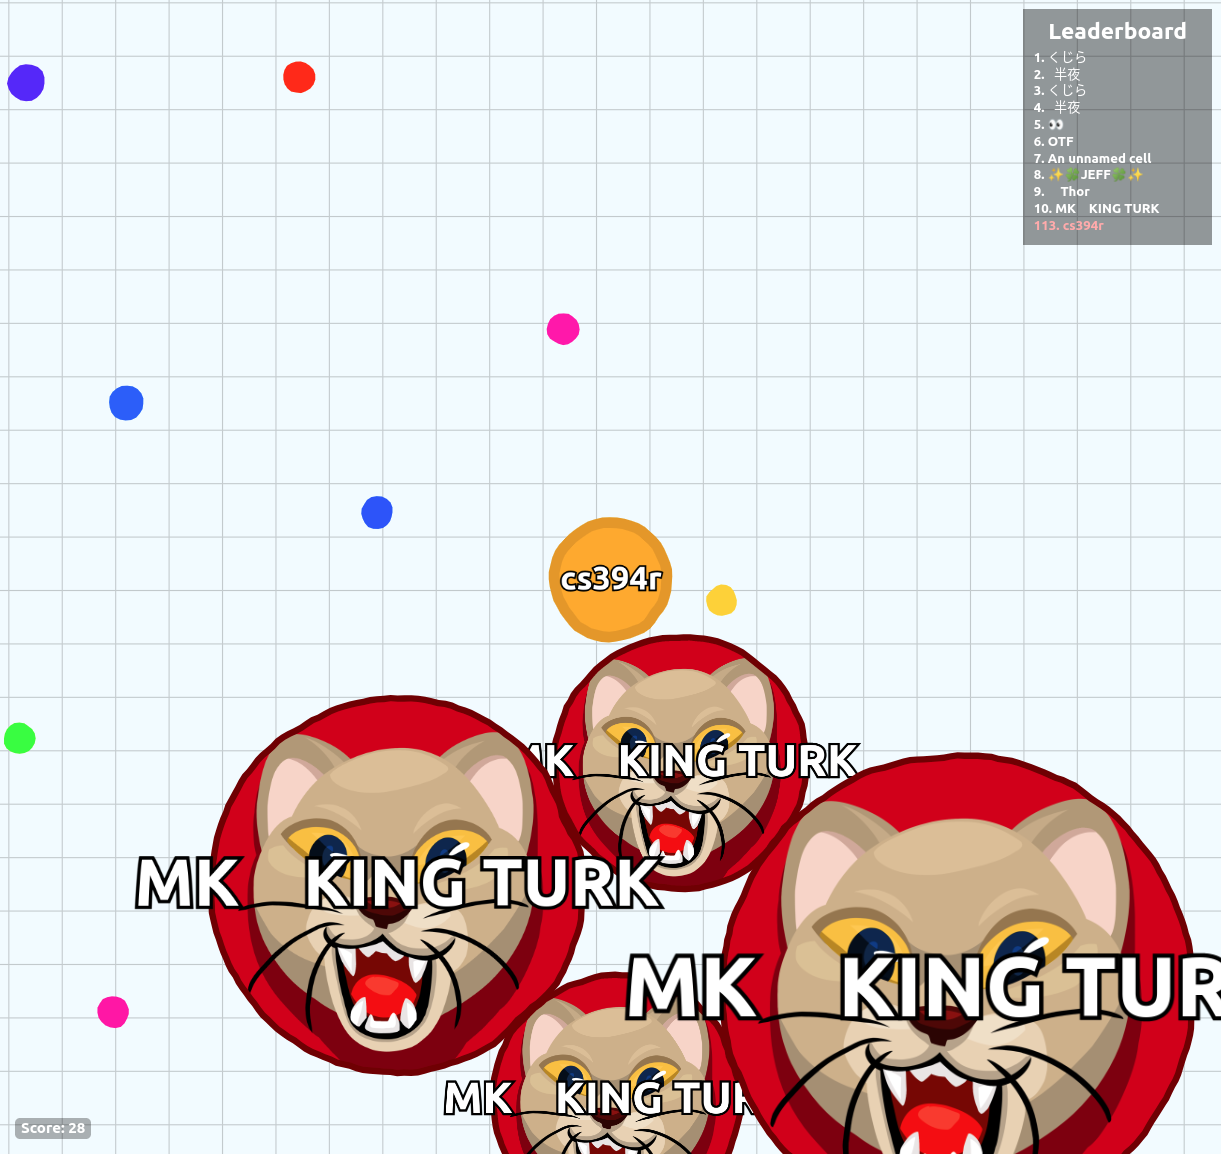 Leaderboard
1. くじら
2. 半夜
3. くじら
4. 半夜
5. 👀
6. OTF
7. An unnamed cell
8. ✨🍀JEFF🍀✨
9. Thor
10. MK KING TURK
113. cs394r
cs394r
MK KING TURK
MK KING TURK
MK KING TUR
MK KING TUR
Score: 28